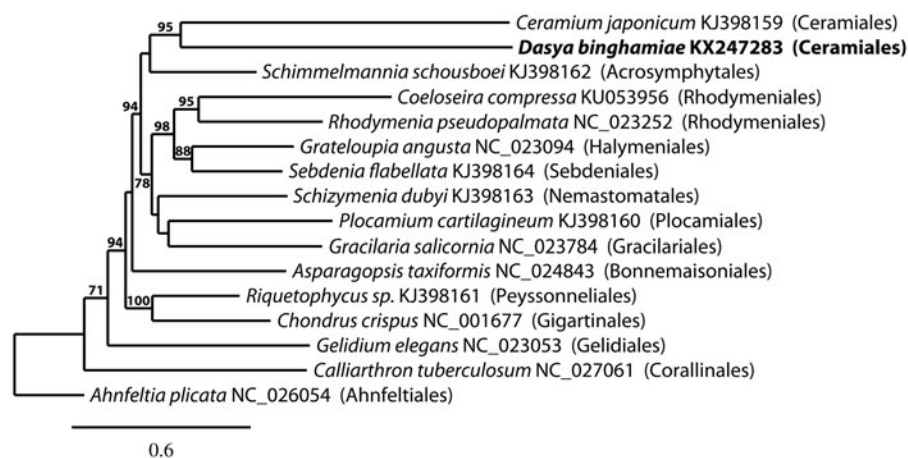 95
Ceramium japonicum KJ398159 (Ceramiales)
Dasya binghamiae KX247283 (Ceramiales)
Schimmelmannia schousboei KJ398162 (Acrosymphytales)
94
95
Coeloseira compressa KU053956 (Rhodymeniales)
98
Rhodymenia pseudopalmata NC_023252 (Rhodymeniales)
88
Grateloupia angusta NC_023094 (Halymeniales)
Sebdenia flabellata KJ398164 (Sebdeniales)
78
Schizymenia dubyi KJ398163 (Nemastomatales)
Plocamium cartilagineum KJ398160 (Plocamiales)
94
Gracilaria salicornia NC_023784 (Gracilariales)
Asparagopsis taxiformis NC_024843 (Bonnemaisoniales)
71
100
Riquetophycus sp. KJ398161 (Peyssonneliales)
Chondrus crispus NC_001677 (Gigartinales)
Gelidium elegans NC_023053 (Gelidiales)
Calliarthron tuberculosum NC_027061 (Corallinales)
Ahnfeltia plicata NC_026054 (Ahnfeltiales)
0.6